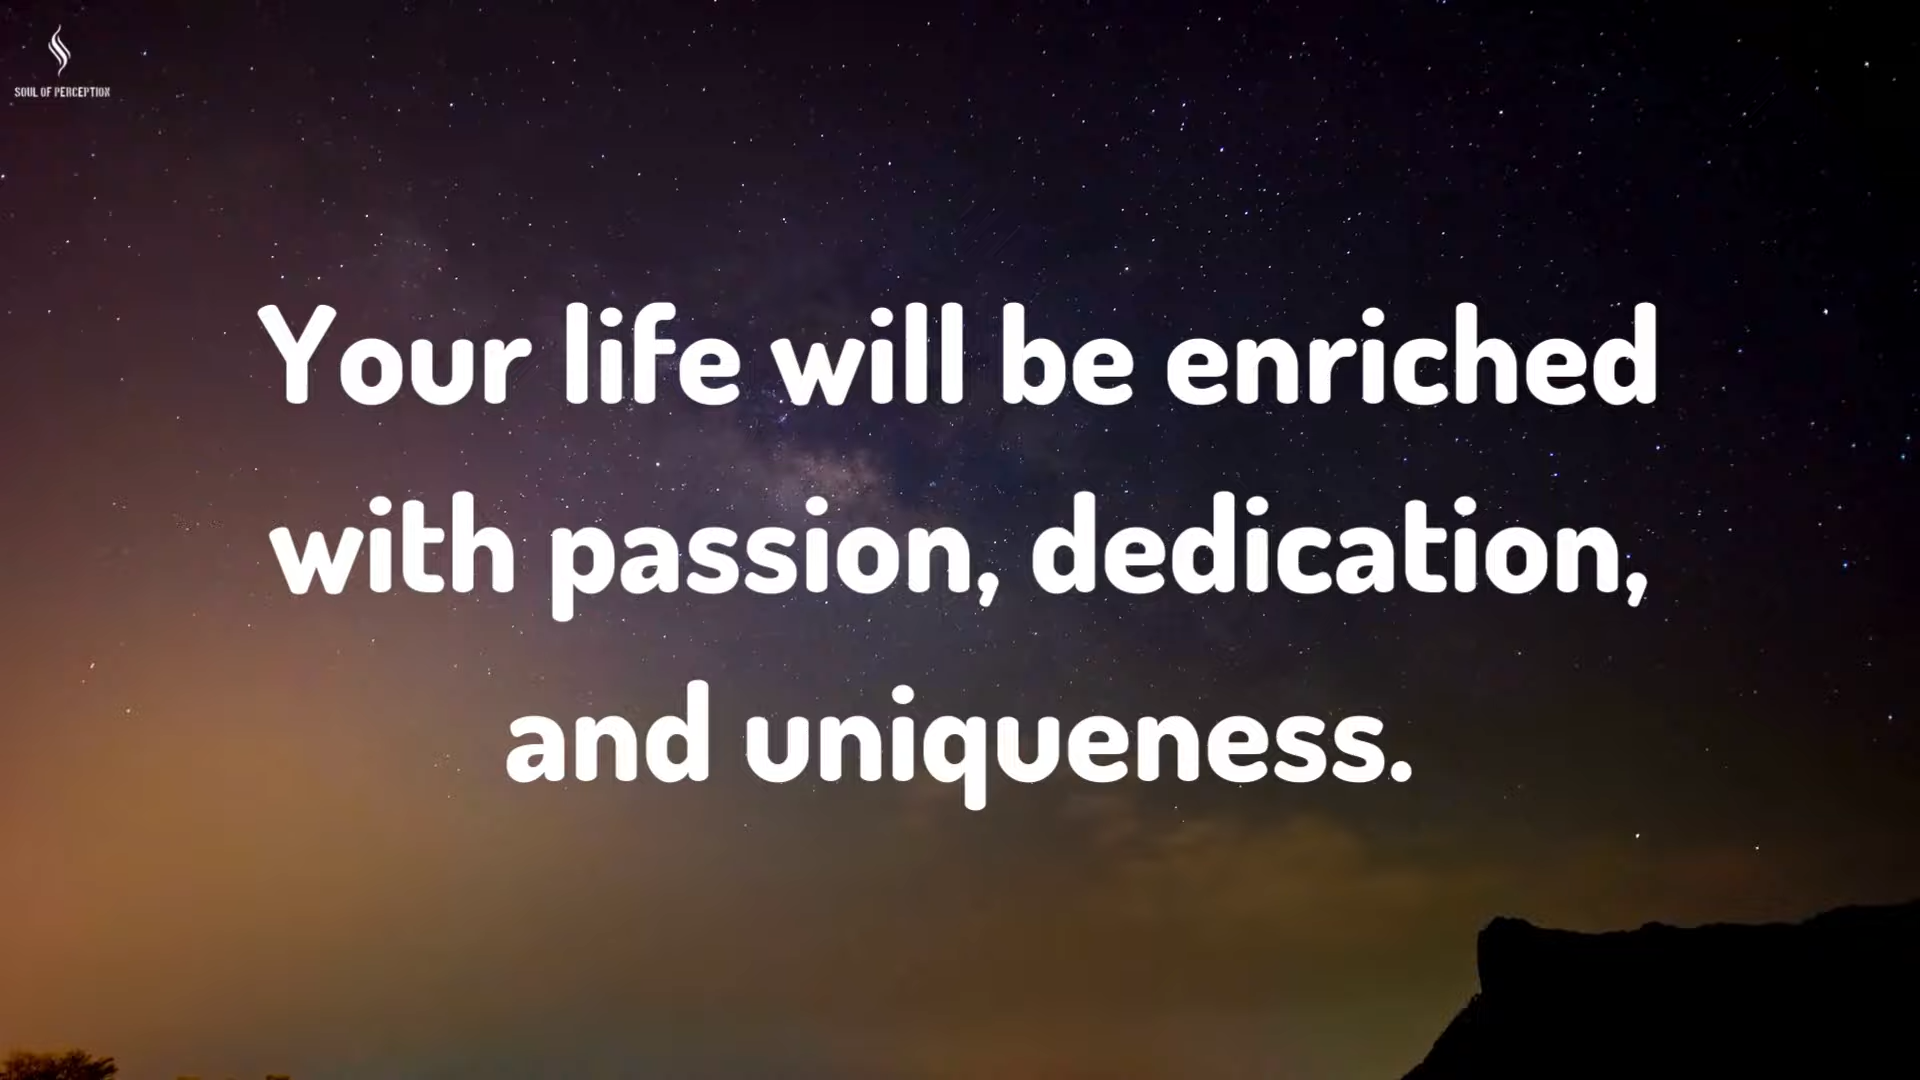 SOUL OF PERCEPTION
Your life will be enriched
with passion, dedication,
and uniqueness.